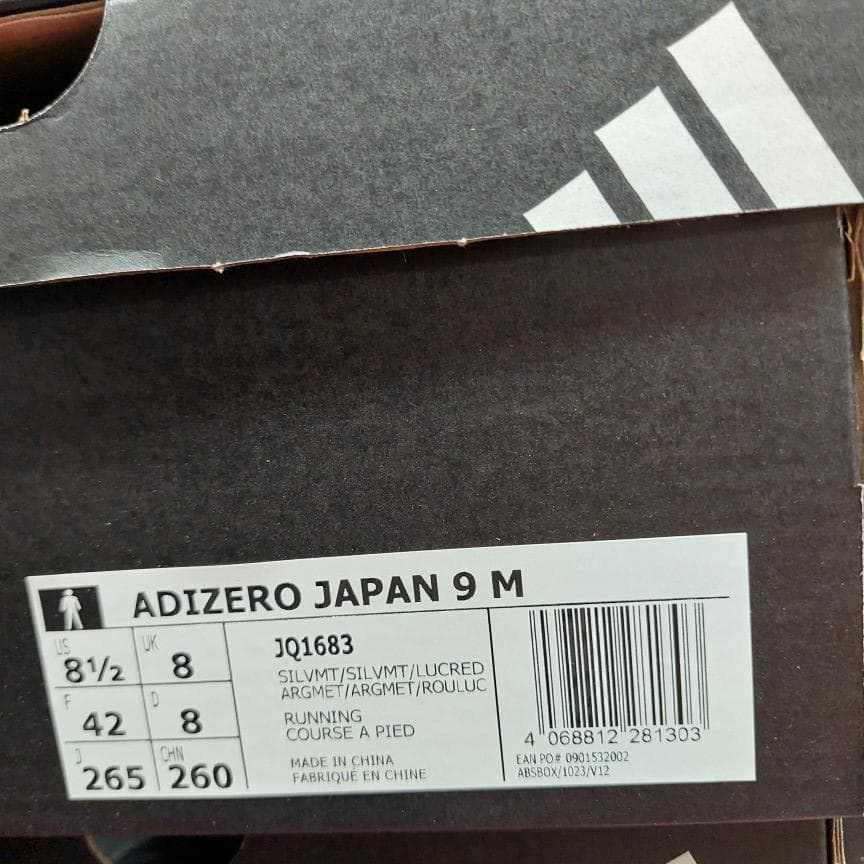 ADIZERO JAPAN 9 M
US 8½ UK 8
F 42 D 8
J 265 CHN 260
JQ1683
SILVMT/SILVMT/LUCRED
ARGMET/ARGMET/ROULUC
RUNNING
COURSE A PIED
MADE IN CHINA
FABRIQUÉ EN CHINE
4 068812 281303
EAN PO# 0901532002
ABSBOX/1023/V12